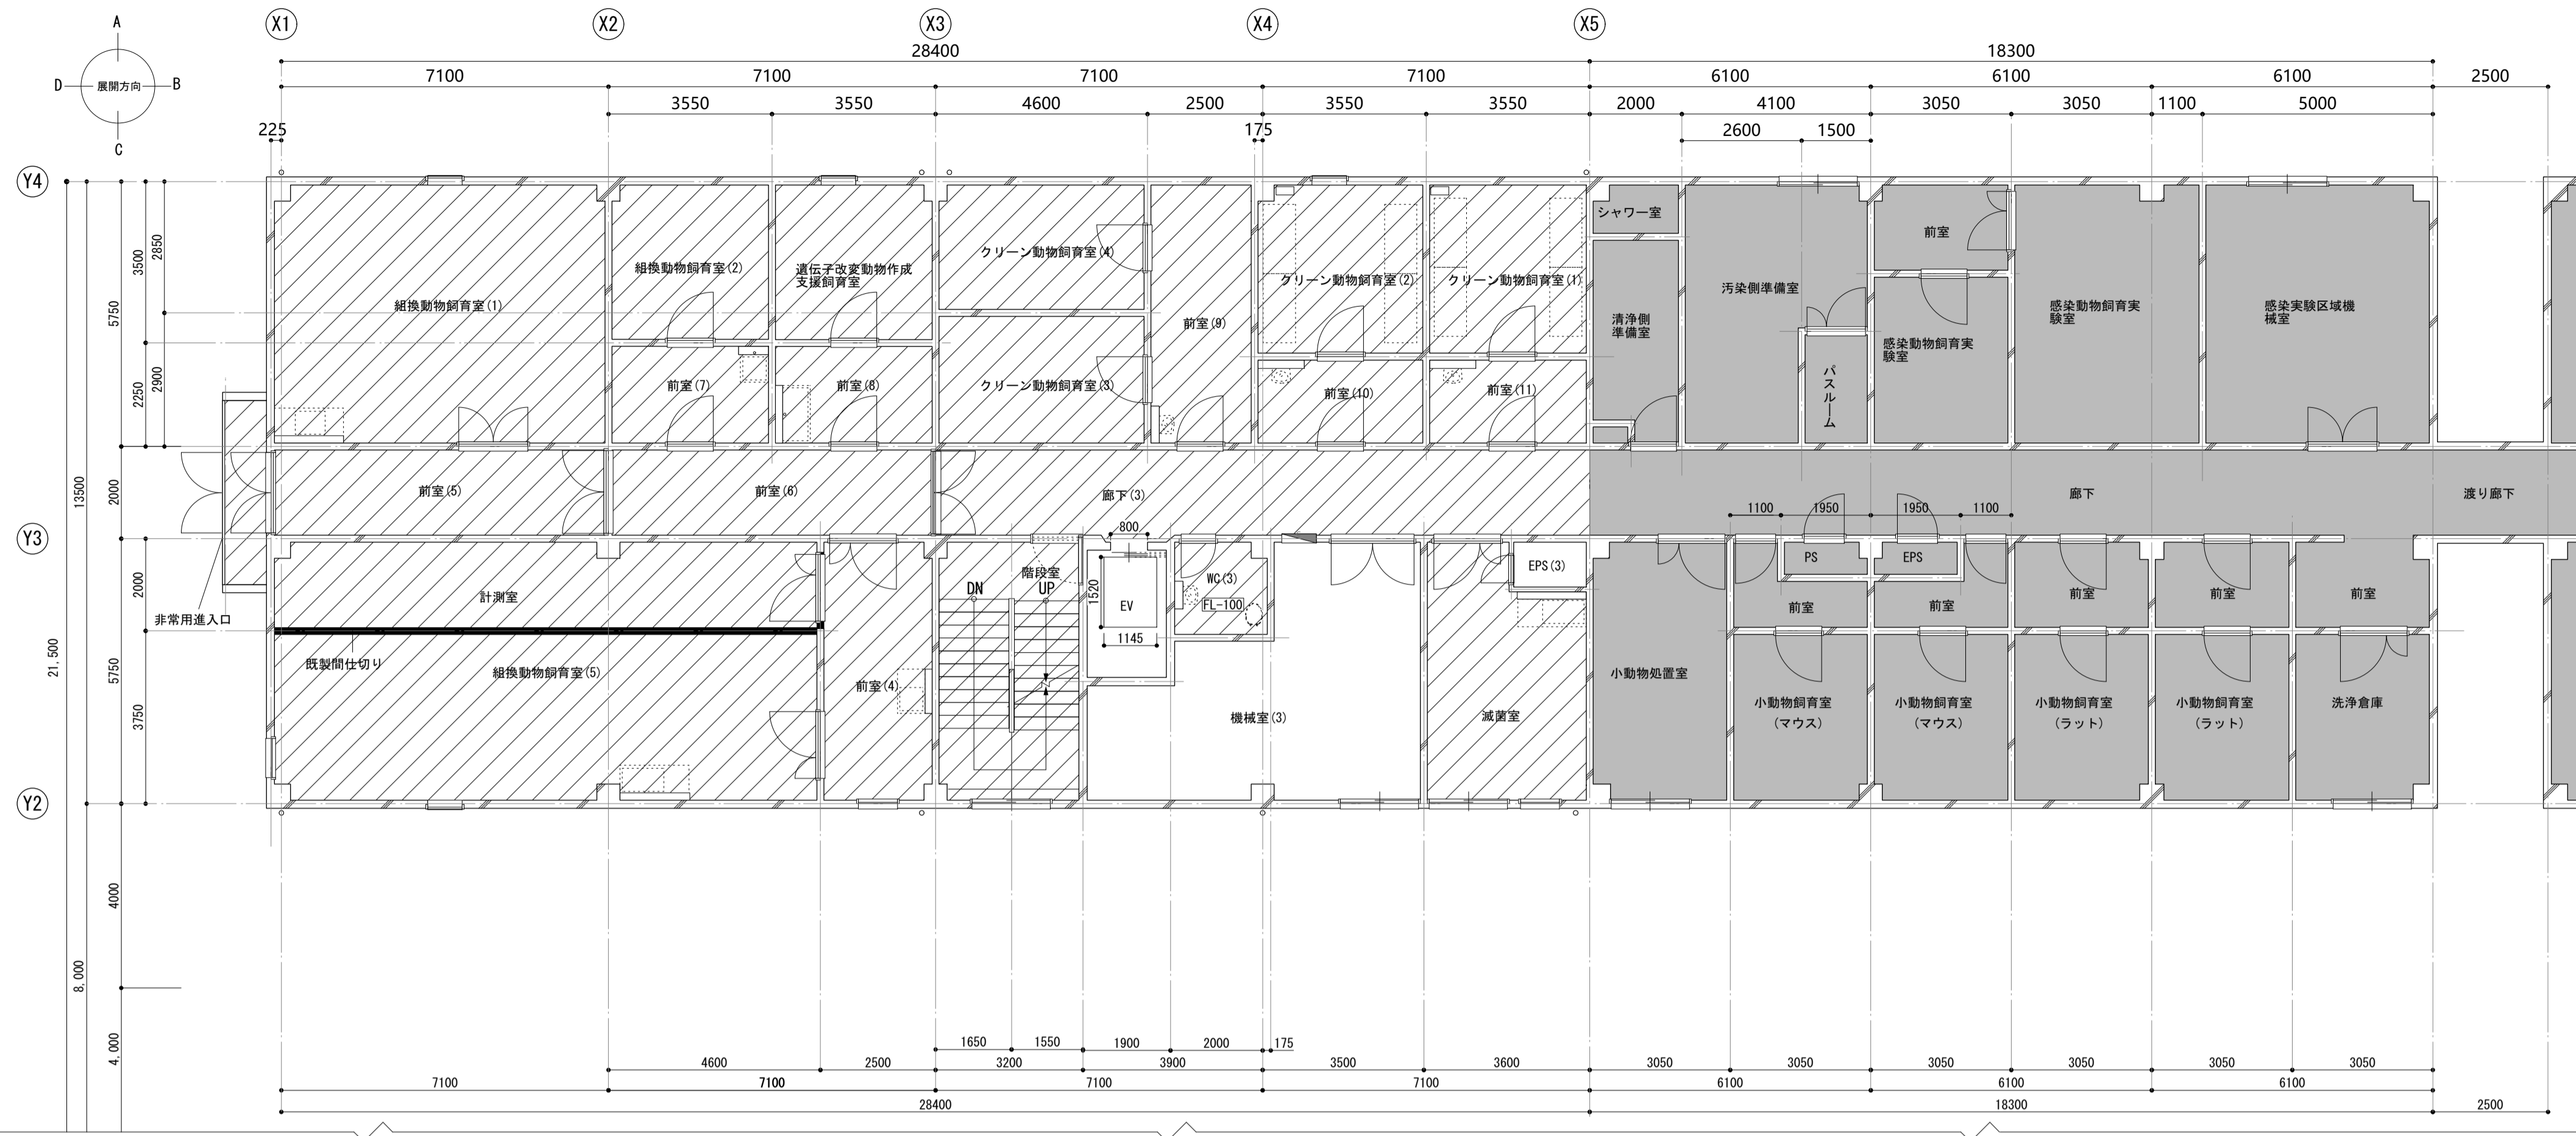 A
D 展開方向 B
C
X1 X2 X3 X4 X5
28400 18300
7100 7100 7100 7100 6100 6100 6100 2500
3550 3550 4600 2500 3550 3550 2000 4100 3050 3050 1100 5000
225 175 2600 1500
Y4
Y3
Y2
3500
2850
5750
2250
2900
13500
2000
2000
21,500
5750
3750
4000
8,000
4,000
組換動物飼育室(1)
組換動物飼育室(2)
遺伝子改変動物作成
支援飼育室
クリーン動物飼育室(4)
クリーン動物飼育室(3)
前室(9)
クリーン動物飼育室(2)
クリーン動物飼育室(1)
前室(7)
前室(8)
前室(10)
前室(11)
シャワー室
清浄側
準備室
汚染側準備室
パスルーム
前室
感染動物飼育実
験室
感染動物飼育実
験室
感染実験区域機
械室
前室(5)
前室(6)
廊下(3)
廊下
渡り廊下
非常用進入口
計測室
既製間仕切り
組換動物飼育室(5)
前室(4)
階段室
DN
UP
800
1520
EV
1145
WC(3)
FL-100
機械室(3)
EPS(3)
滅菌室
小動物処置室
1100 1950 1950 1100
PS
EPS
前室
前室
前室
前室
前室
小動物飼育室
(マウス)
小動物飼育室
(マウス)
小動物飼育室
(ラット)
小動物飼育室
(ラット)
洗浄倉庫
1650 1550 1900 2000 175
4600 2500 3200 3900 3500 3600 3050 3050 3050 3050 3050 3050
7100 7100 7100 7100 6100 6100 6100
28400 18300 2500